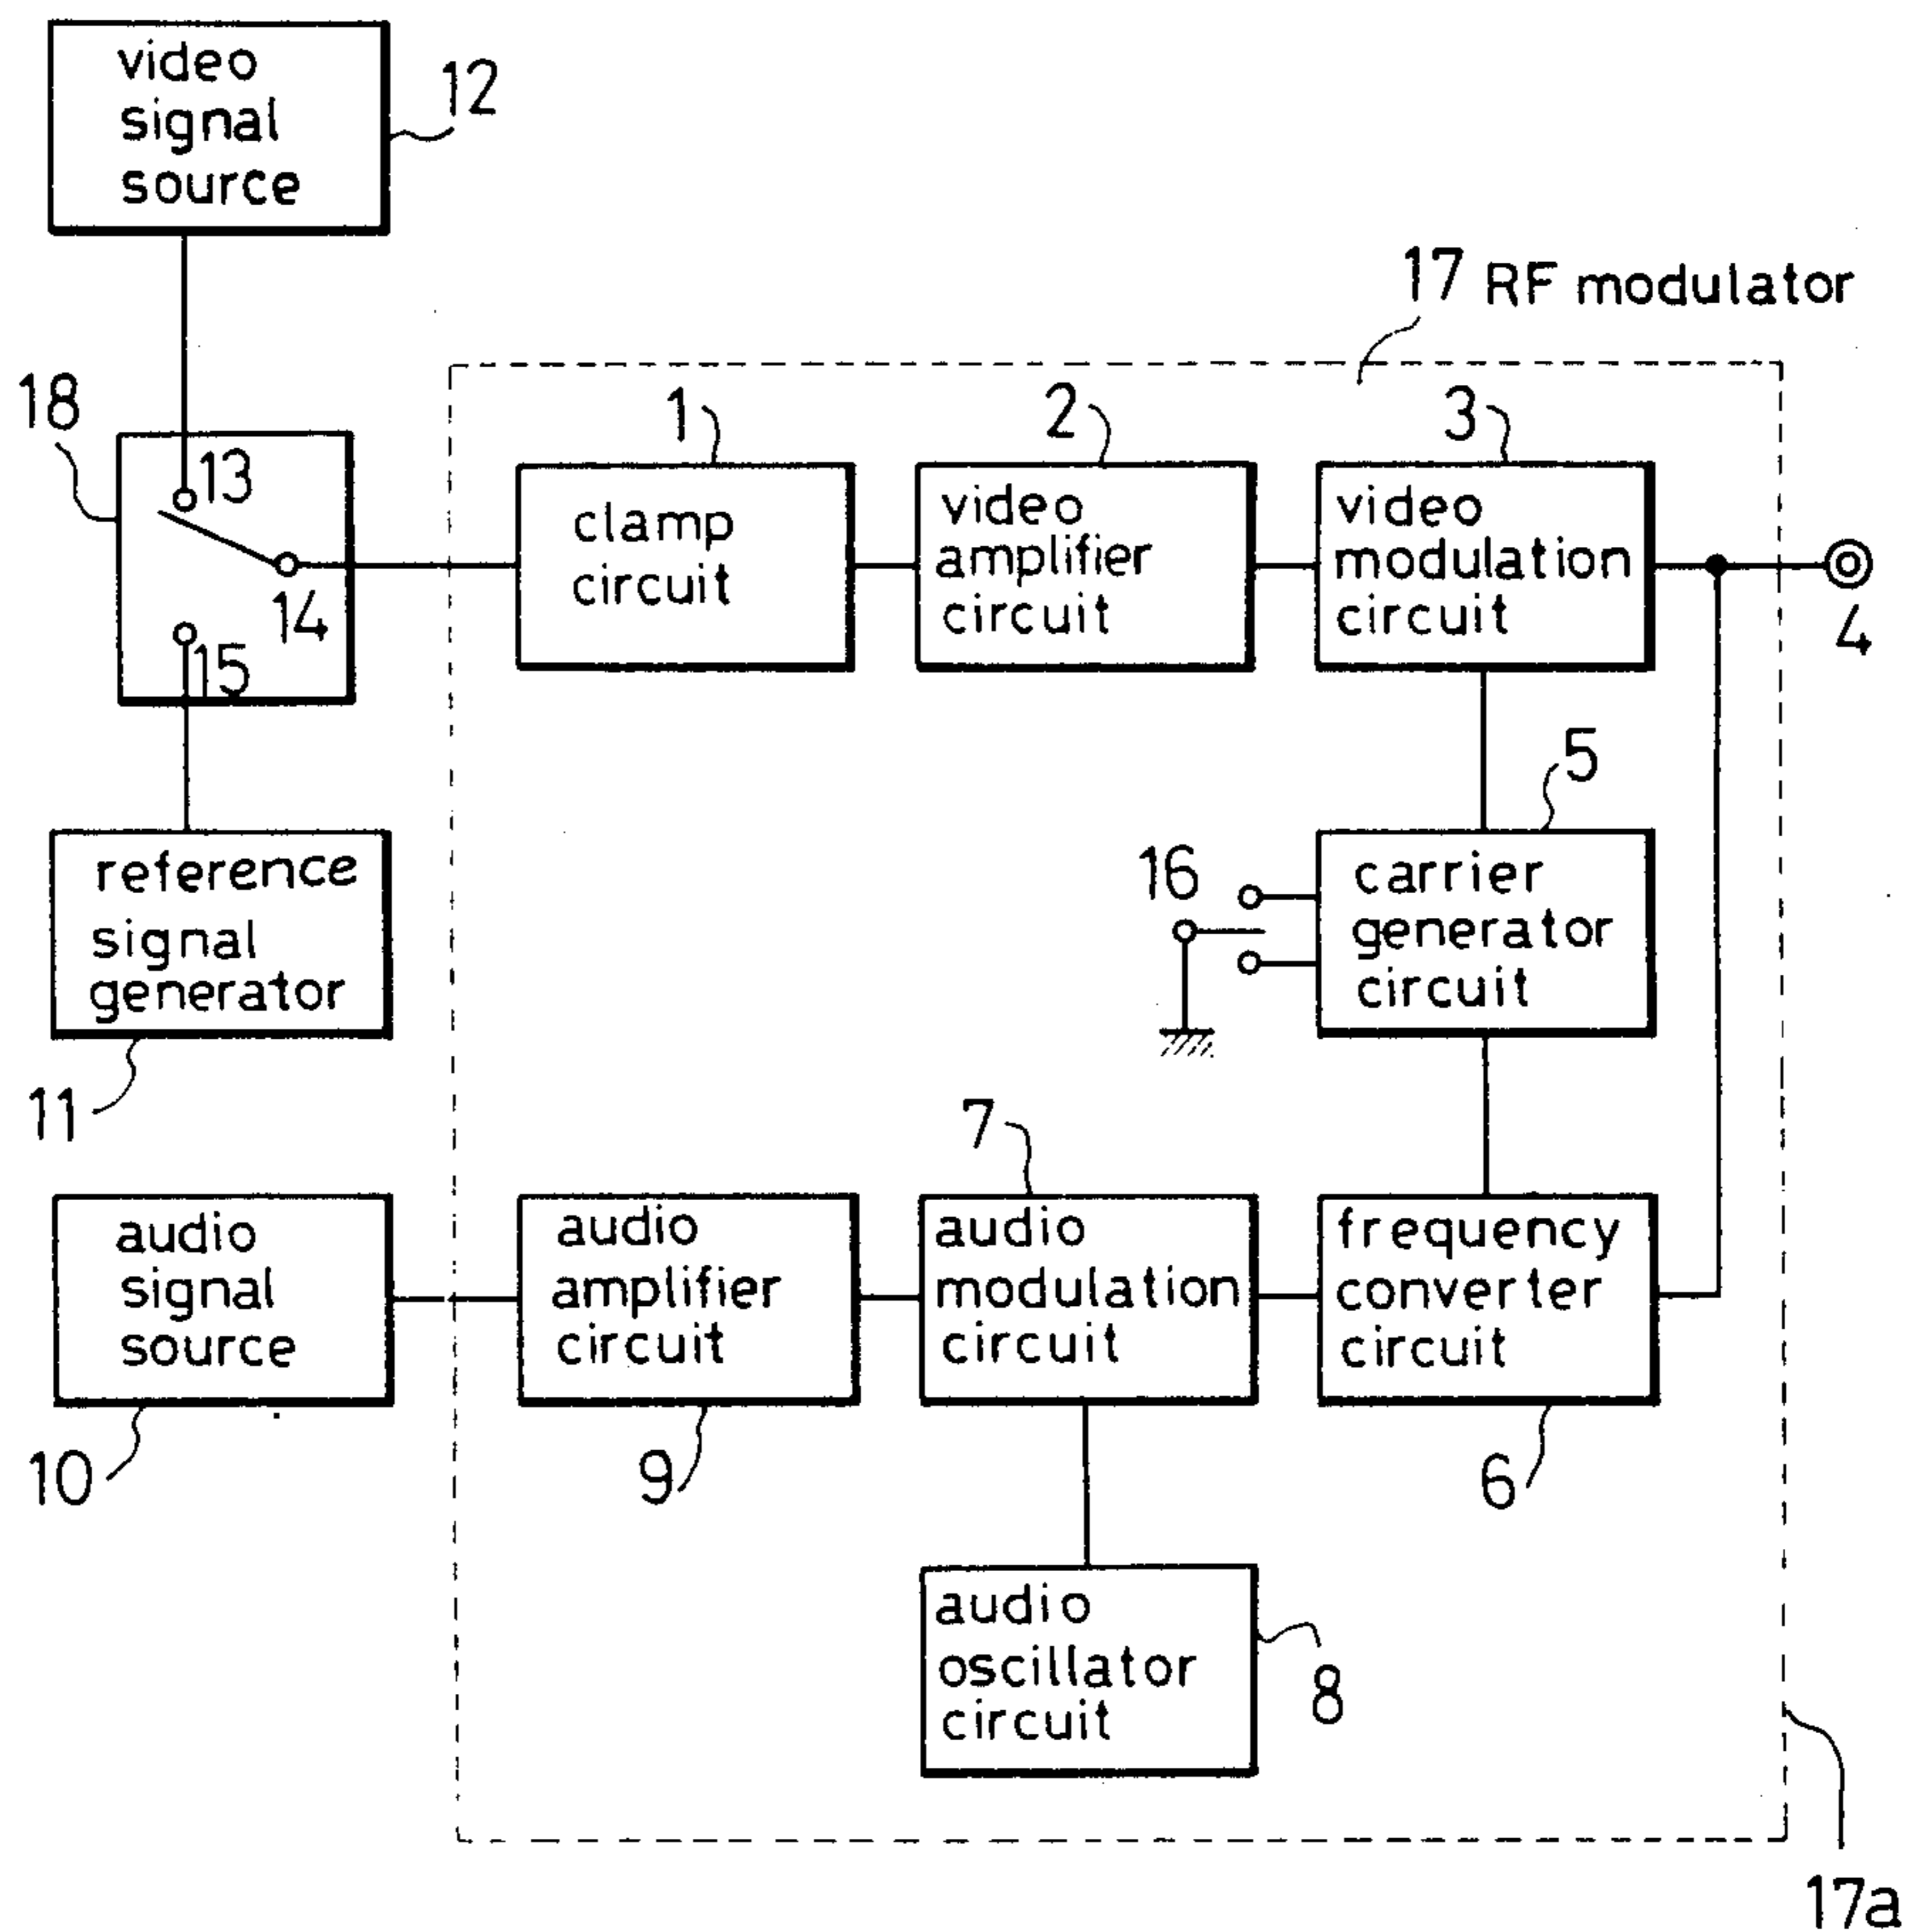 video
signal
source
12
17 RF modulator
18
13
14
15
1
clamp
circuit
2
video
amplifier
circuit
3
video
modulation
circuit
4
reference
signal
generator
11
16
5
carrier
generator
circuit
audio
signal
source
10
audio
amplifier
circuit
9
7
audio
modulation
circuit
frequency
converter
circuit
6
audio
oscillator
circuit
8
17a